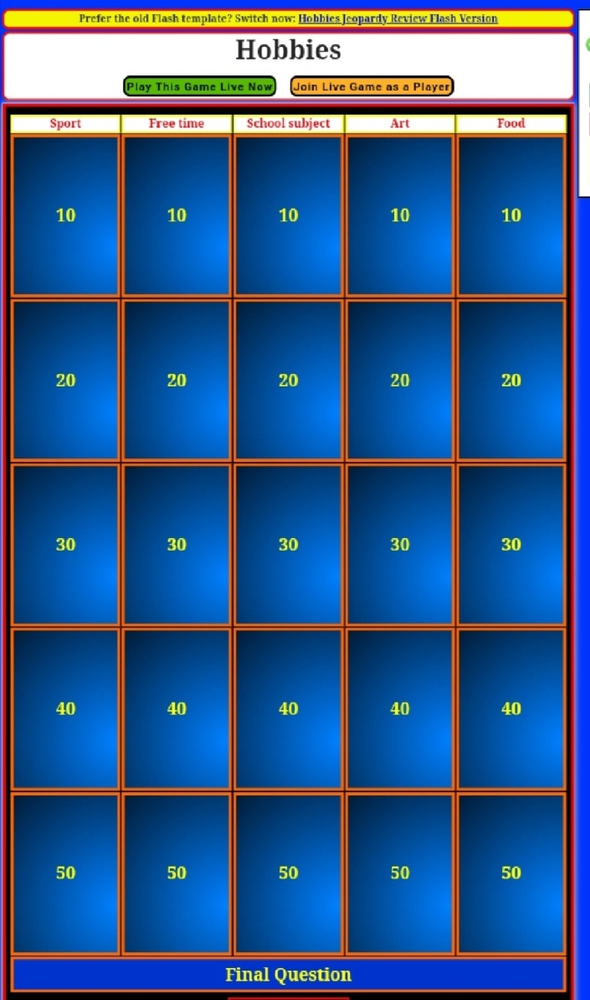 Prefer the old Flash template? Switch now: Hobbies Jeopardy Review Flash Version
Hobbies
Play This Game Live Now Join Live Game as a Player
Sport Free time School subject Art Food
10 10 10 10 10
20 20 20 20 20
30 30 30 30 30
40 40 40 40 40
50 50 50 50 50
Final Question